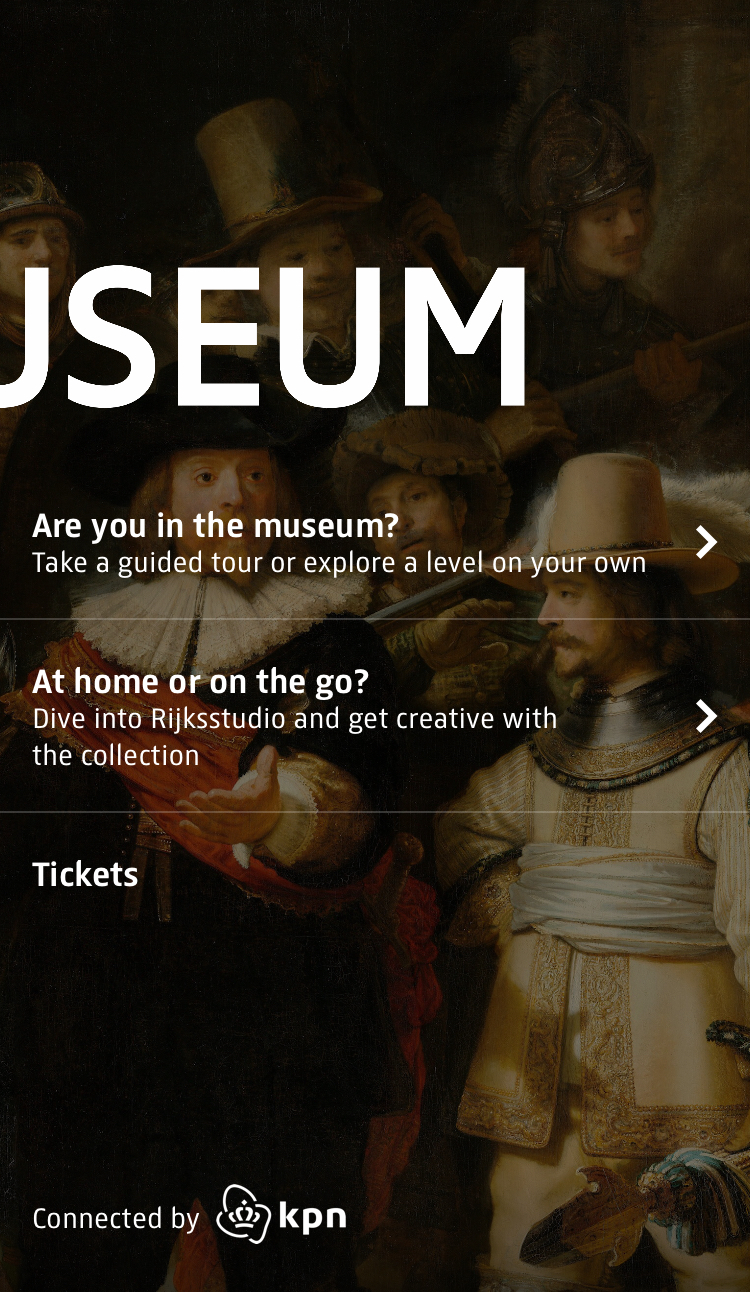 USEUM
Are you in the museum?
Take a guided tour or explore a level on your own
At home or on the go?
Dive into Rijksstudio and get creative with
the collection
Tickets
Connected by kpn